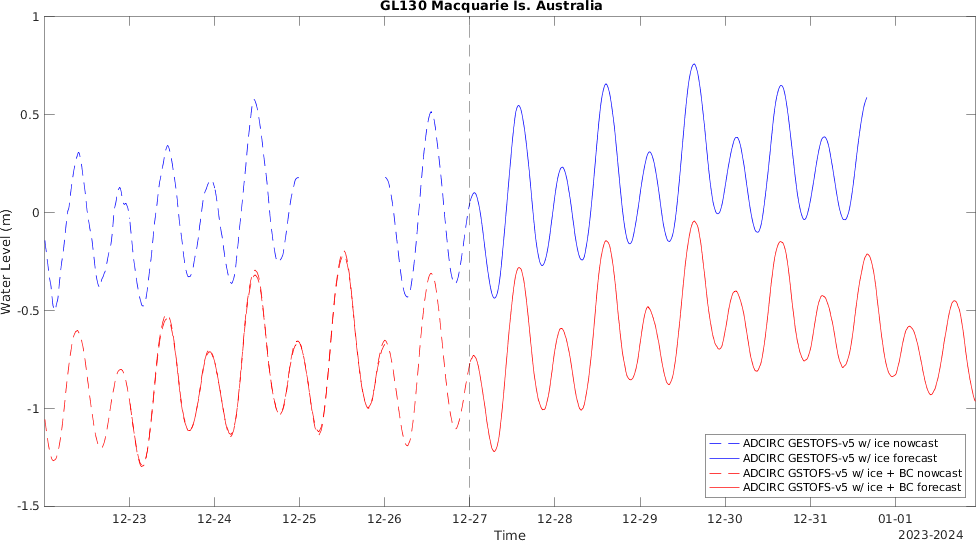 GL130 Macquarie Is. Australia
1
0.5
0
-0.5
-1
-1.5
Water Level (m)
12-23
12-24
12-25
12-26
12-27
12-28
12-29
12-30
12-31
01-01
Time
2023-2024
ADCIRC GESTOFS-v5 w/ ice nowcast
ADCIRC GESTOFS-v5 w/ ice forecast
ADCIRC GSTOFS-v5 w/ ice + BC nowcast
ADCIRC GSTOFS-v5 w/ ice + BC forecast